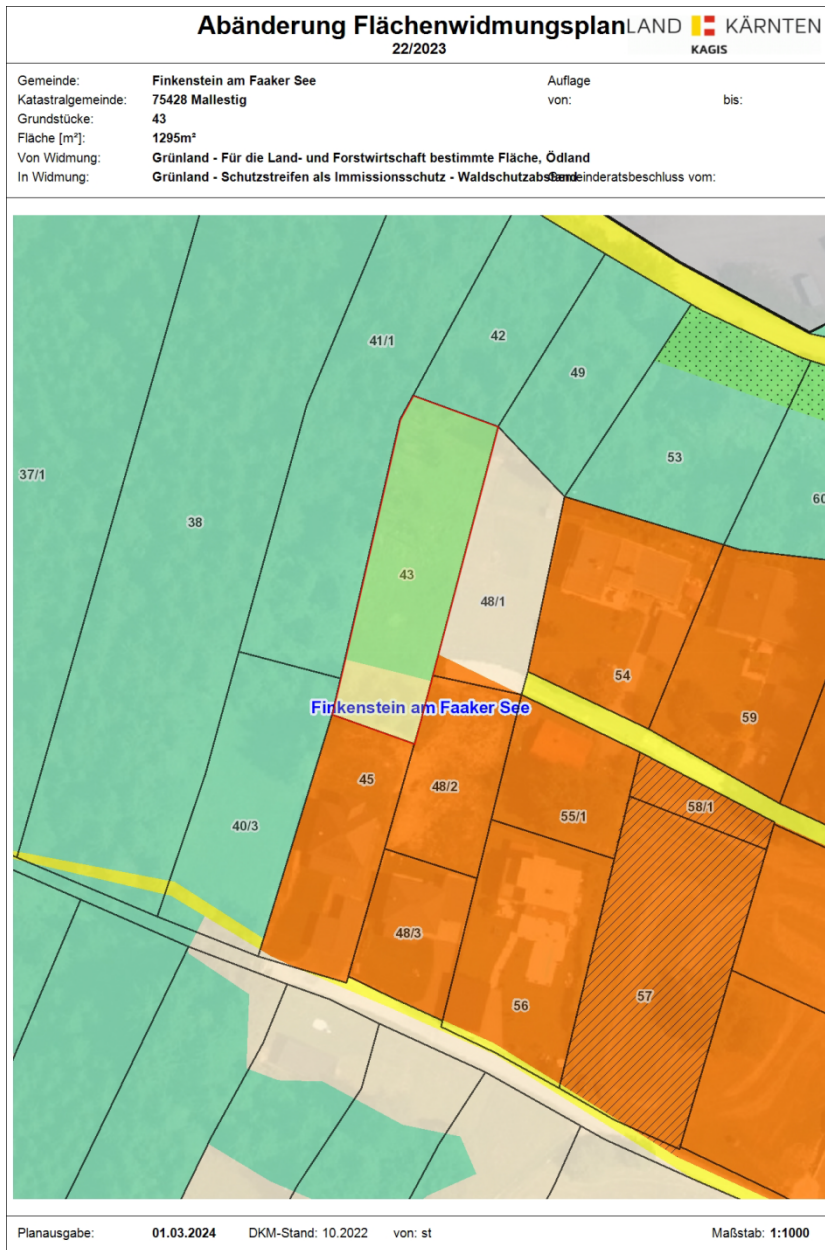 Abänderung Flächenwidmungsplan
22/2023
LAND KÄRNTEN
KAGIS
Gemeinde: Finkenstein am Faaker See Auflage
Katastralgemeinde: 75428 Mallestig von: bis:
Grundstücke: 43
Fläche [m²]: 1295m²
Von Widmung: Grünland - Für die Land- und Forstwirtschaft bestimmte Fläche, Ödland
In Widmung: Grünland - Schutzstreifen als Immissionsschutz - Waldschutzabstand Gemeinderatsbeschluss vom:
41/1
42
49
53
37/1
60
38
43
48/1
54
Finkenstein am Faaker See
59
45
48/2
58/1
55/1
40/3
48/3
57
56
Planausgabe: 01.03.2024 DKM-Stand: 10.2022 von: st Maßstab: 1:1000